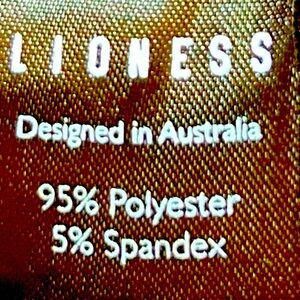 LIONESS
Designed in Australia
95% Polyester
5% Spandex